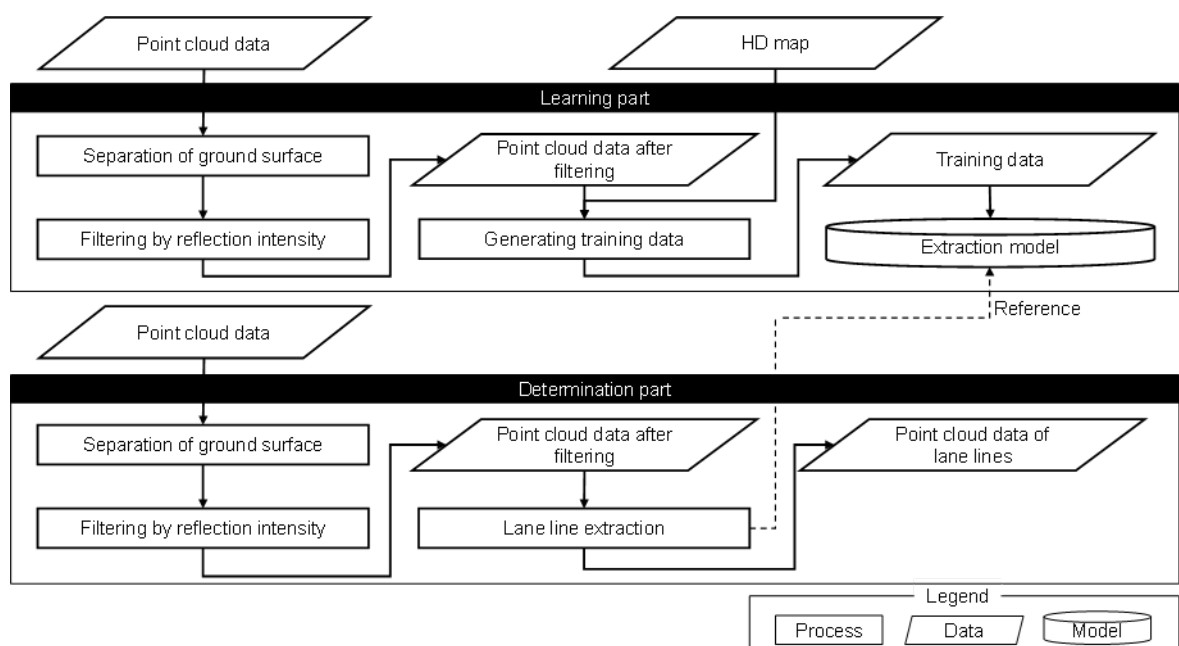 Point cloud data
HD map
Learning part
Separation of ground surface
Point cloud data after
filtering
Training data
Filtering by reflection intensity
Generating training data
Extraction model
Reference
Point cloud data
Determination part
Separation of ground surface
Point cloud data after
filtering
Point cloud data of
lane lines
Filtering by reflection intensity
Lane line extraction
Legend
Process
Data
Model